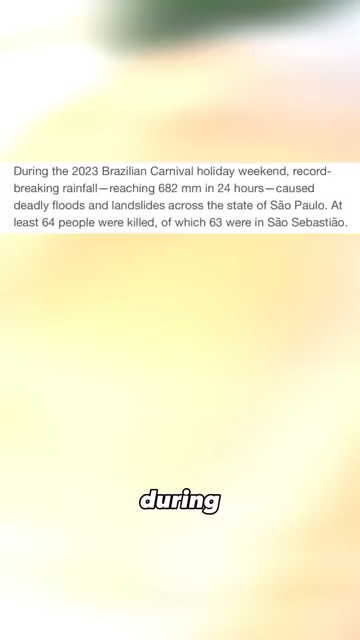 During the 2023 Brazilian Carnival holiday weekend, record-
breaking rainfall—reaching 682 mm in 24 hours—caused
deadly floods and landslides across the state of São Paulo. At
least 64 people were killed, of which 63 were in São Sebastião.
during